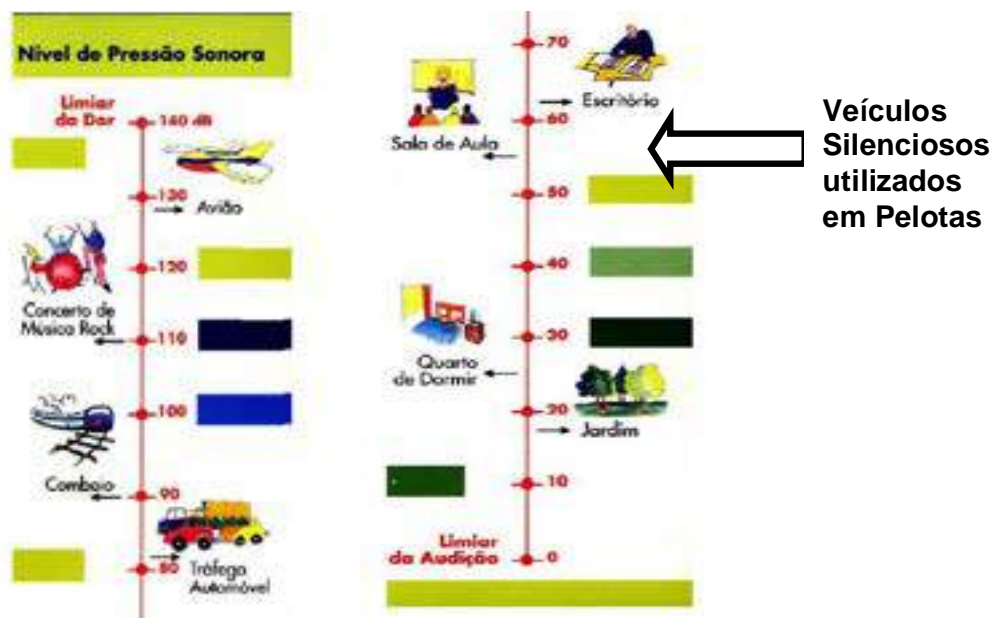 Nível de Pressão Sonora
Limiar
da Dor
140 dB
130
Avião
120
Concerto de
Música Rock
110
100
Comboio
90
80
Tráfego
Automóvel
70
Escritório
60
Sala de Aula
50
40
30
Quarto
de Dormir
20
Jardim
10
Limiar
da Audição
0
Veículos
Silenciosos
utilizados
em Pelotas